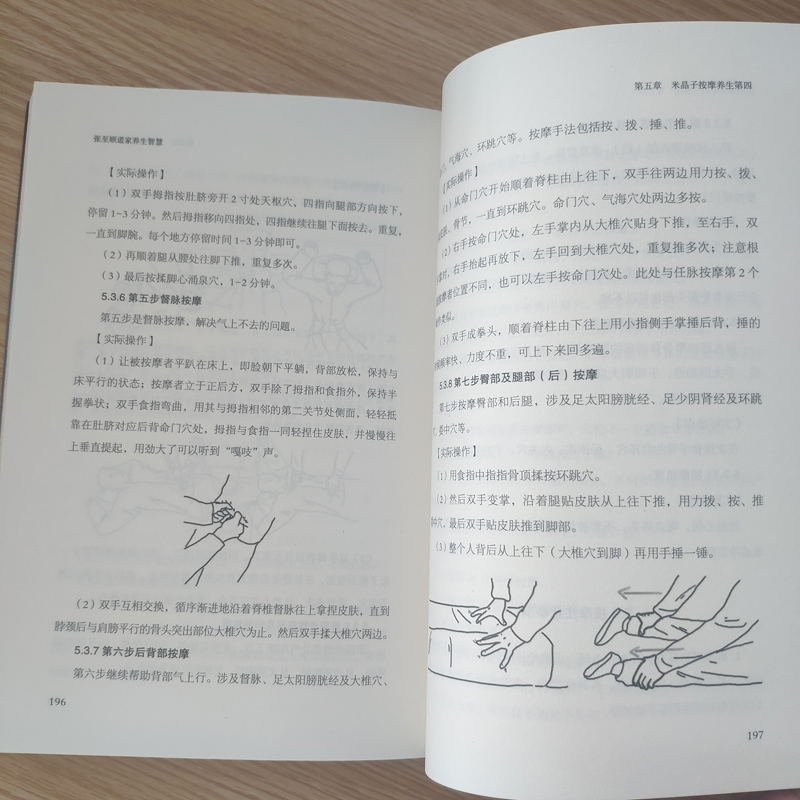 张至顺道家养生智慧
【实际操作】
（1）双手拇指按肚脐旁开2寸处天枢穴，四指向腿部方向按下，
停留1-3分钟。然后拇指移向四指处，四指继续往腿下面按去。重复，
一直到脚腕。每个地方停留时间1-3分钟即可。
（2）再顺着腿从腰处往脚下推，重复多次。
（3）最后按揉脚心涌泉穴，1-2分钟。
5.3.6 第五步督脉按摩
第五步是督脉按摩，解决气上不去的问题。
【实际操作】
（1）让被按摩者平趴在床上，即脸朝下平躺，背部放松，保持与
床平行的状态；按摩者立于正后方，双手除了拇指和食指外，保持半
握拳状；双手食指弯曲，用其与拇指相邻的第二关节处侧面，轻轻抵
靠在肚脐对应后背命门穴处，拇指与食指一同轻捏住皮肤，并慢慢往
上垂直提起，用劲大了可以听到“嘎吱”声。
（2）双手互相交换，循序渐进地沿着脊椎督脉往上拿捏皮肤，直到
脖颈后与肩膀平行的骨头突出部位大椎穴为止。然后双手揉大椎穴两边。
5.3.7 第六步后背部按摩
第六步继续帮助背部气上行。涉及督脉、足太阳膀胱经及大椎穴、
196
第五章 米晶子按摩养生第四
、气海穴、环跳穴等。按摩手法包括按、拨、捶、推。
【实际操作】
（1）从命门穴开始顺着脊柱由上往下，双手往两边用力按、拨、
、骨节，一直到环跳穴。命门穴、气海穴处两边多按。
（2）右手按命门穴处，左手掌内从大椎穴贴身下推，至右手，双
对，右手抬起再放下，左手回到大椎穴处，重复推多次；注意根
摩者位置不同，也可以左手按命门穴处。此处与任脉按摩第2个
类似。
（3）双手成拳头，顺着脊柱由下往上用小指侧手掌捶后背，捶的
频率快、力度不重，可上下来回多遍。
5.3.8 第七步臀部及腿部（后）按摩
第七步按摩臀部和后腿，涉及足太阳膀胱经、足少阴肾经及环跳
、委中穴等。
【实际操作】
（1）用食指中指指骨顶揉按环跳穴。
（2）然后双手变掌，沿着腿贴皮肤从上往下推，用力拨、按、推
中穴，最后双手贴皮肤推到脚部。
（3）整个人背后从上往下（大椎穴到脚）再用手捶一锤。
197